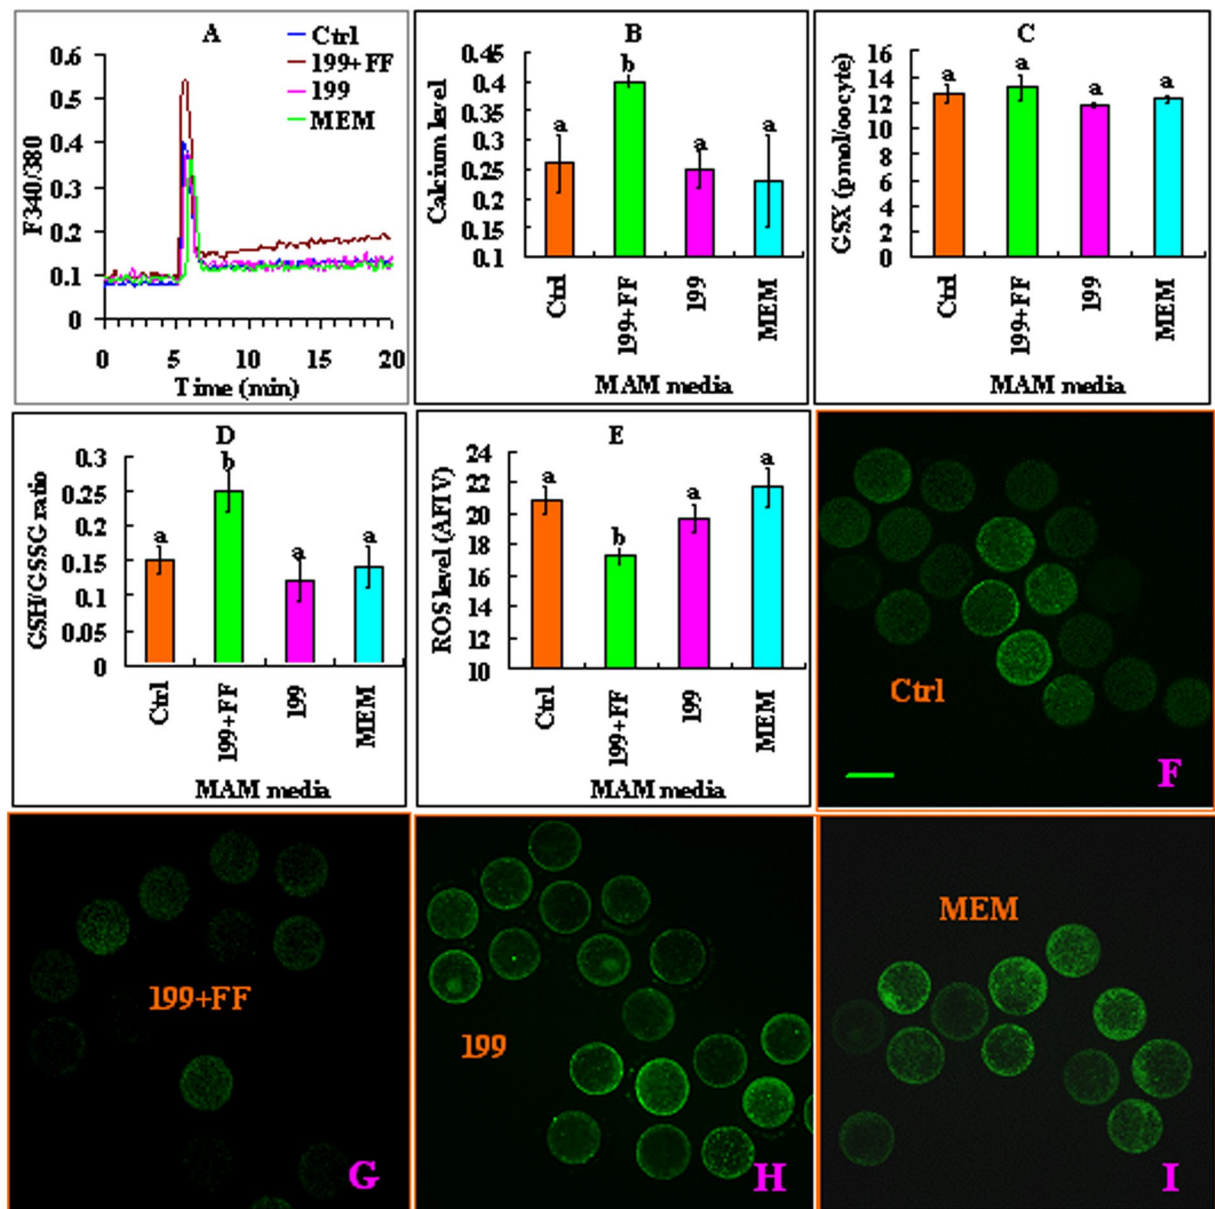 A
Ctrl
199+FF
199
MEM
0.6
0.5
0.4
0.3
0.2
0.1
0
F340/380
0 5 10 15 20
Time (min)
B
0.45
0.4
0.35
0.3
0.25
0.2
0.15
0.1
Calcium level
a b a a
Ctrl 199+FF 199 MEM
MAM media
C
16
14
12
10
8
6
4
2
0
GSX (pmol/oocyte)
a a a a
Ctrl 199+FF 199 MEM
MAM media
D
0.3
0.25
0.2
0.15
0.1
0.05
0
GSH/GSSG ratio
a b a a
Ctrl 199+FF 199 MEM
MAM media
E
24
22
20
18
16
14
12
10
ROS level (AFIV)
a b a a
Ctrl 199+FF 199 MEM
MAM media
Ctrl
F
199+FF
G
199
H
MEM
I